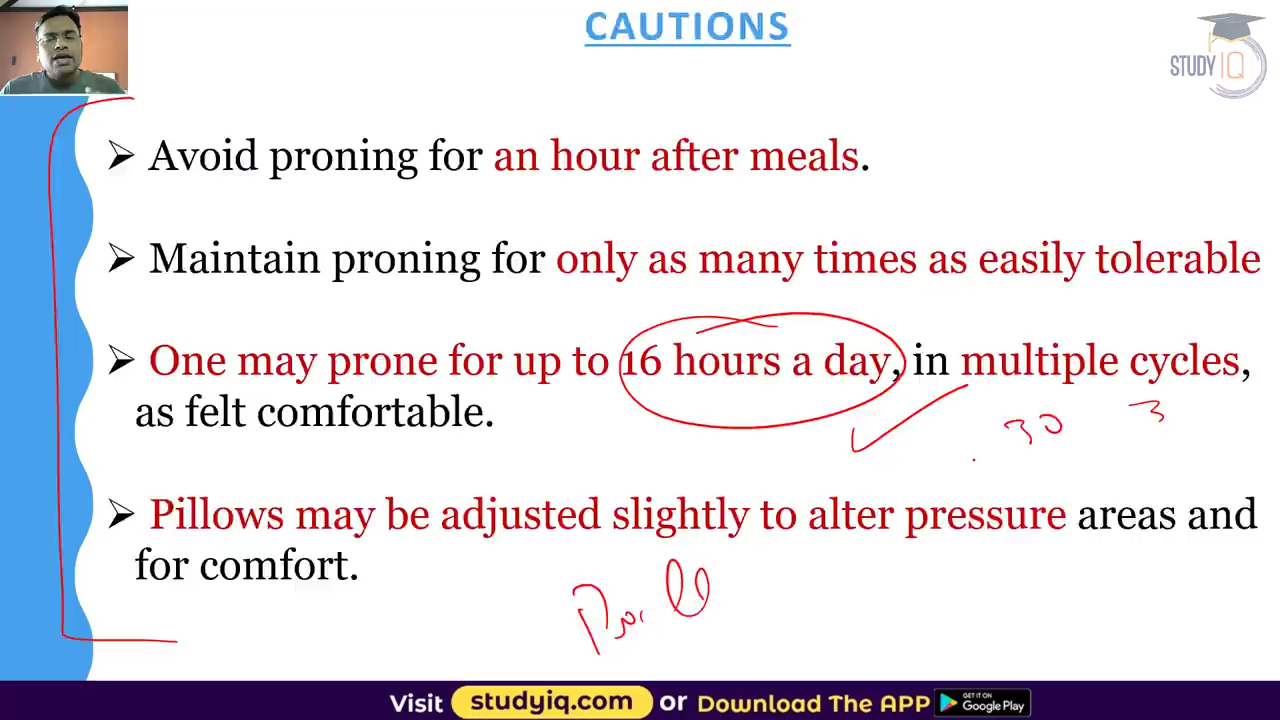 CAUTIONS
STUDY IQ
➢ Avoid proning for an hour after meals.
➢ Maintain proning for only as many times as easily tolerable
➢ One may prone for up to 16 hours a day, in multiple cycles,
as felt comfortable.
30 3
➢ Pillows may be adjusted slightly to alter pressure areas and
for comfort.
Visit studyiq.com or Download The APP GET IT ON Google Play